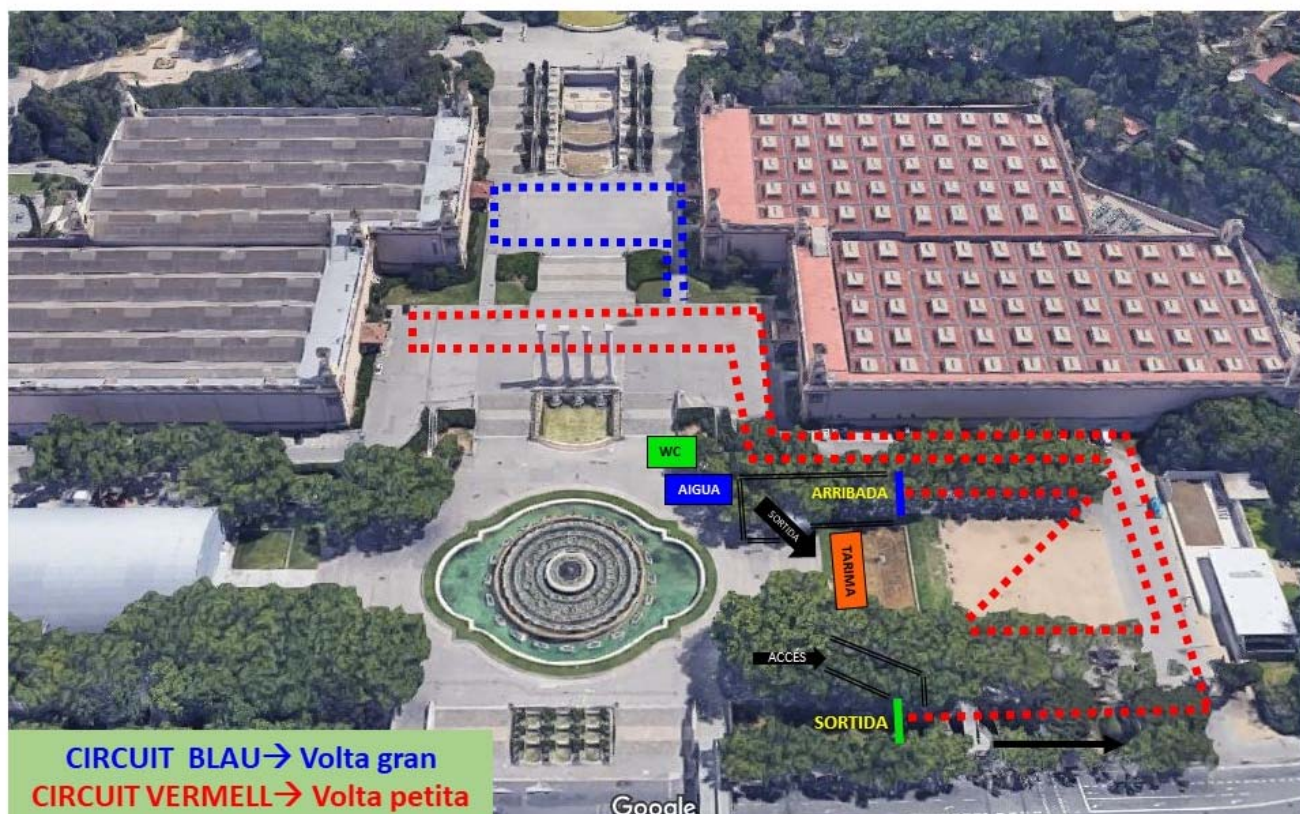 WC
AIGUA
ARRIBADA
SORTIDA
TARIMA
ACCÉS
SORTIDA
CIRCUIT BLAU→ Volta gran
CIRCUIT VERMELL→ Volta petita
Google